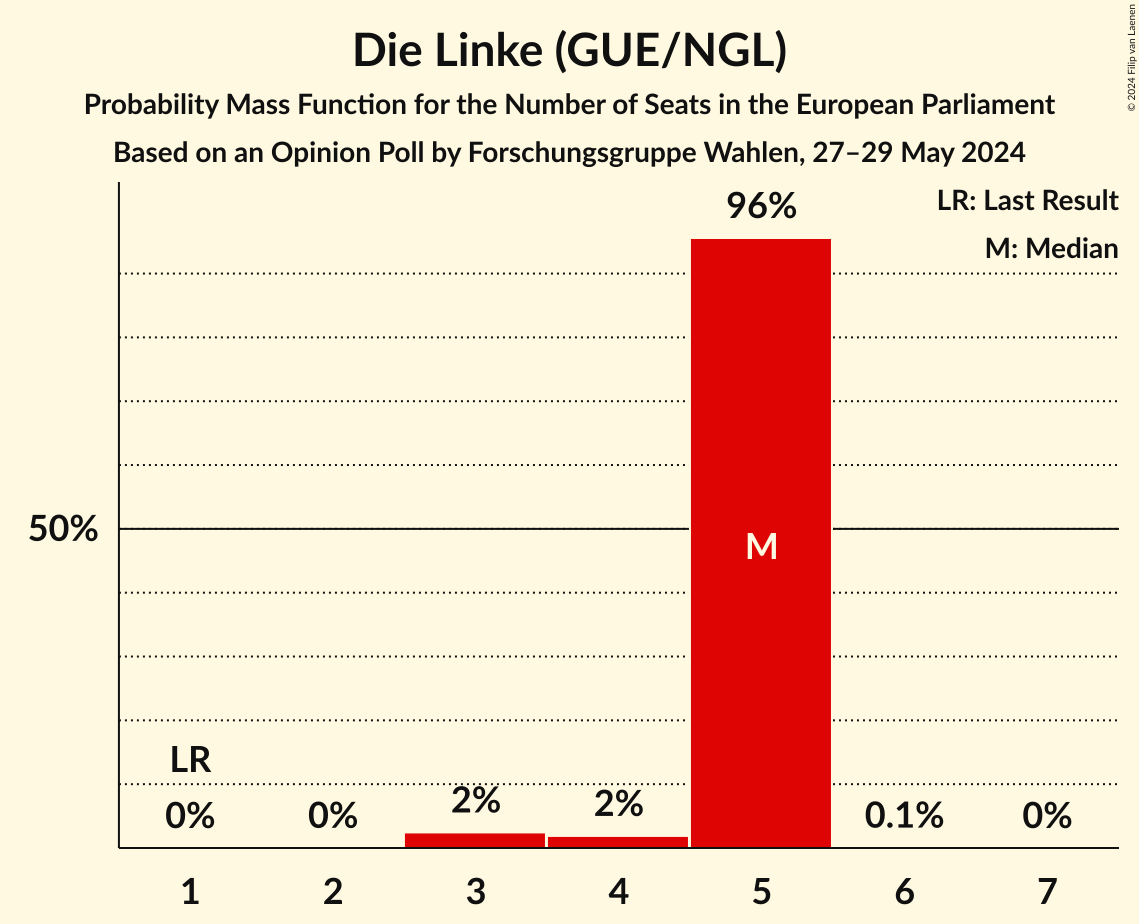 Die Linke (GUE/NGL)
Probability Mass Function for the Number of Seats in the European Parliament
Based on an Opinion Poll by Forschungsgruppe Wahlen, 27–29 May 2024
© 2024 Filip van Laenen
LR: Last Result
M: Median
96%
50%
M
LR
0%
0%
2%
2%
0.1%
0%
1
2
3
4
5
6
7